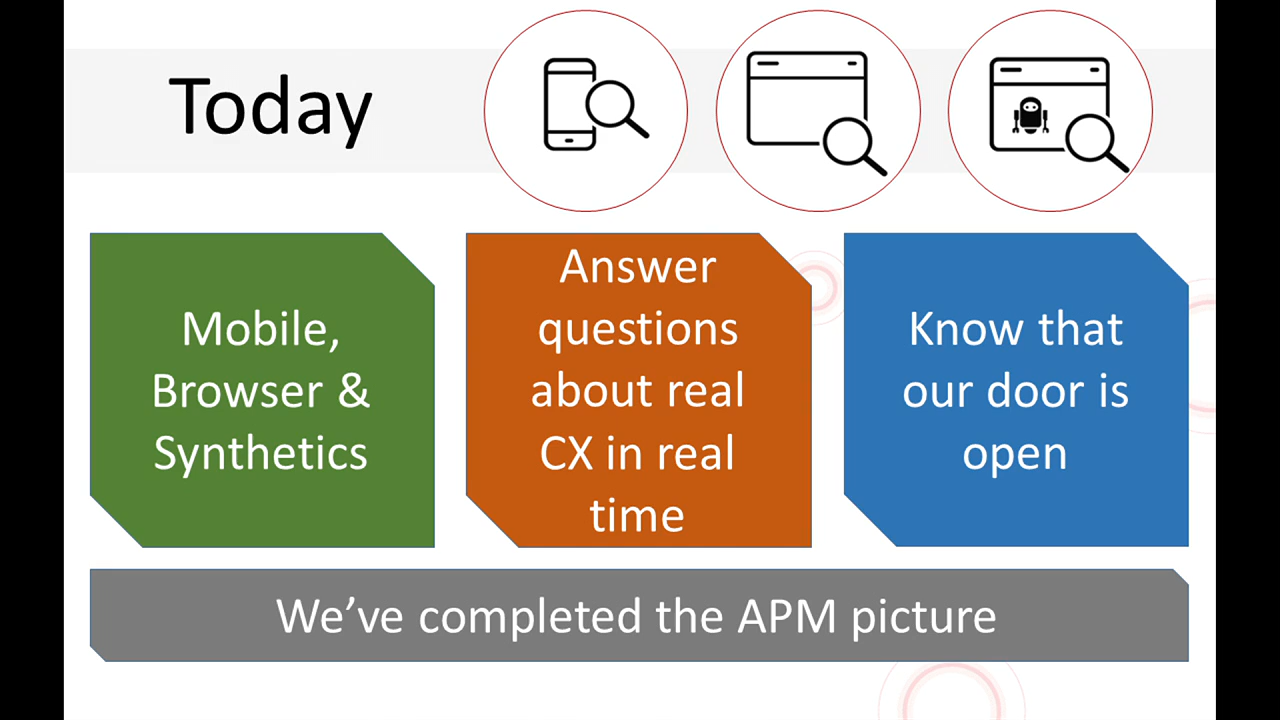 Today
Mobile,
Browser &
Synthetics
Answer
questions
about real
CX in real
time
Know that
our door is
open
We’ve completed the APM picture